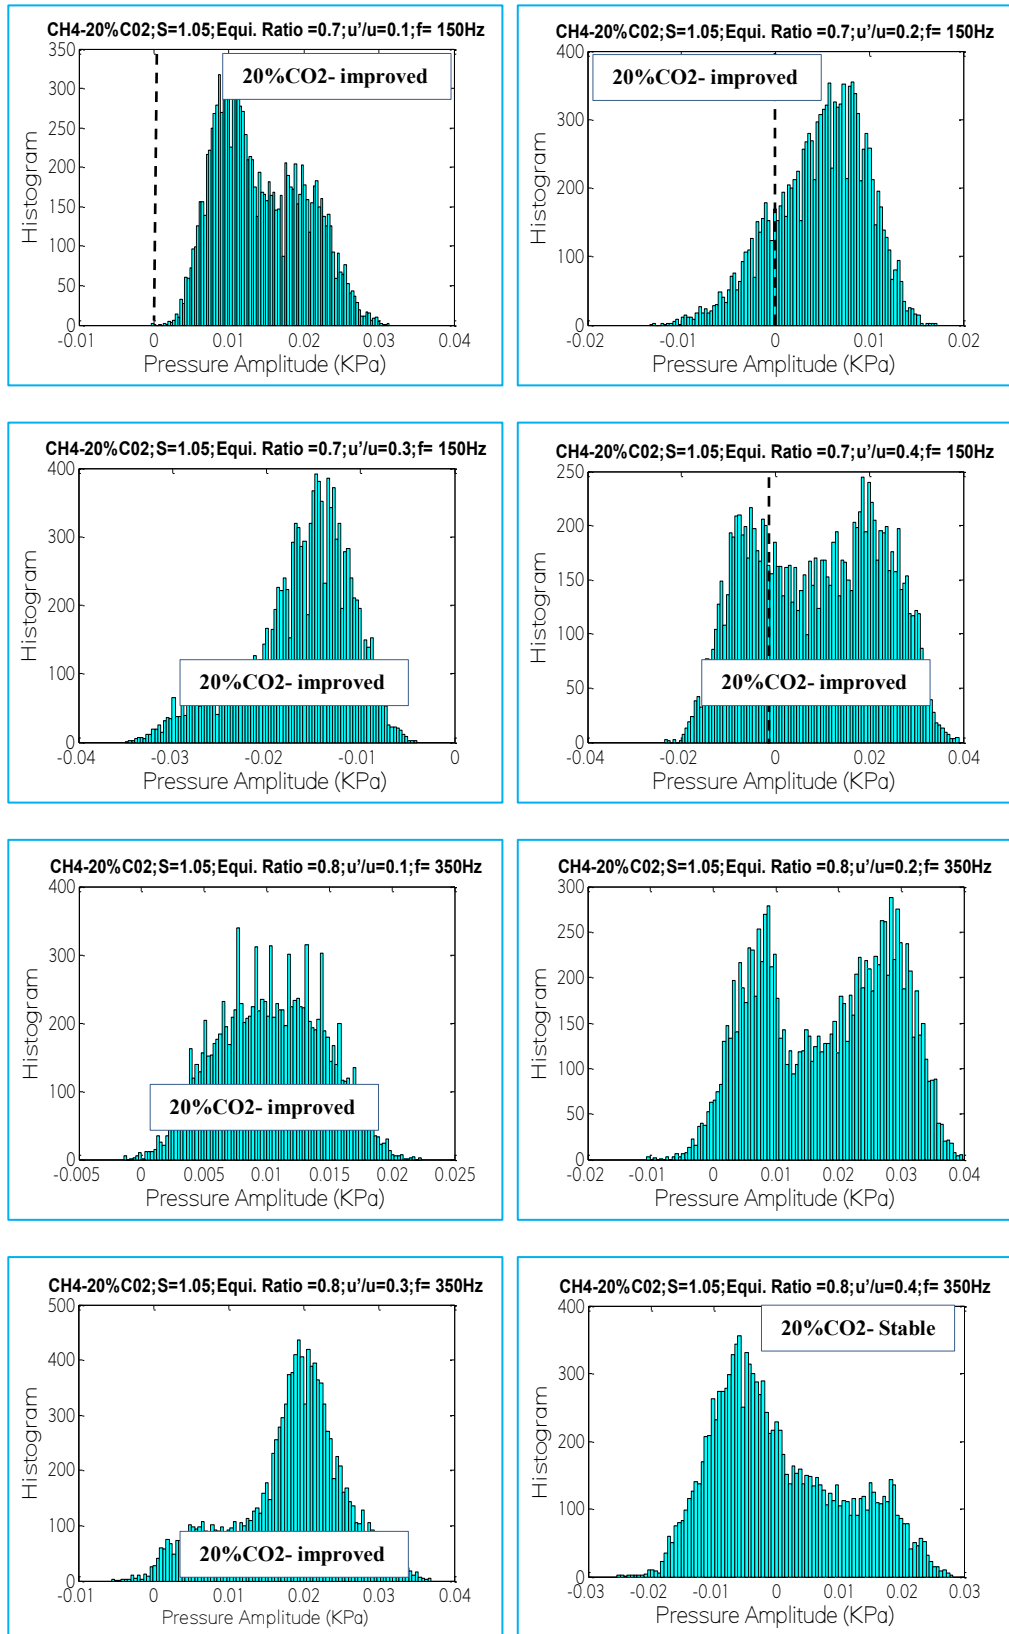 CH4-20%C02;S=1.05;Equi. Ratio =0.7;u'/u=0.1;f= 150Hz
350
300
250
200
150
100
50
0
Histogram
20%CO2- improved
-0.01 0 0.01 0.02 0.03 0.04
Pressure Amplitude (KPa)
CH4-20%C02;S=1.05;Equi. Ratio =0.7;u'/u=0.2;f= 150Hz
400
300
200
100
0
Histogram
20%CO2- improved
-0.02 -0.01 0 0.01 0.02
Pressure Amplitude (KPa)
CH4-20%C02;S=1.05;Equi. Ratio =0.7;u'/u=0.3;f= 150Hz
400
300
200
100
0
Histogram
20%CO2- improved
-0.04 -0.03 -0.02 -0.01 0
Pressure Amplitude (KPa)
CH4-20%C02;S=1.05;Equi. Ratio =0.7;u'/u=0.4;f= 150Hz
250
200
150
100
50
0
Histogram
20%CO2- improved
-0.04 -0.02 0 0.02 0.04
Pressure Amplitude (KPa)
CH4-20%C02;S=1.05;Equi. Ratio =0.8;u'/u=0.1;f= 350Hz
400
300
200
100
0
Histogram
20%CO2- improved
-0.005 0 0.005 0.01 0.015 0.02 0.025
Pressure Amplitude (KPa)
CH4-20%C02;S=1.05;Equi. Ratio =0.8;u'/u=0.2;f= 350Hz
300
250
200
150
100
50
0
Histogram
-0.02 -0.01 0 0.01 0.02 0.03 0.04
Pressure Amplitude (KPa)
CH4-20%C02;S=1.05;Equi. Ratio =0.8;u'/u=0.3;f= 350Hz
500
400
300
200
100
0
Histogram
20%CO2- improved
-0.01 0 0.01 0.02 0.03 0.04
Pressure Amplitude (KPa)
CH4-20%C02;S=1.05;Equi. Ratio =0.8;u'/u=0.4;f= 350Hz
400
300
200
100
0
Histogram
20%CO2- Stable
-0.03 -0.02 -0.01 0 0.01 0.02 0.03
Pressure Amplitude (KPa)